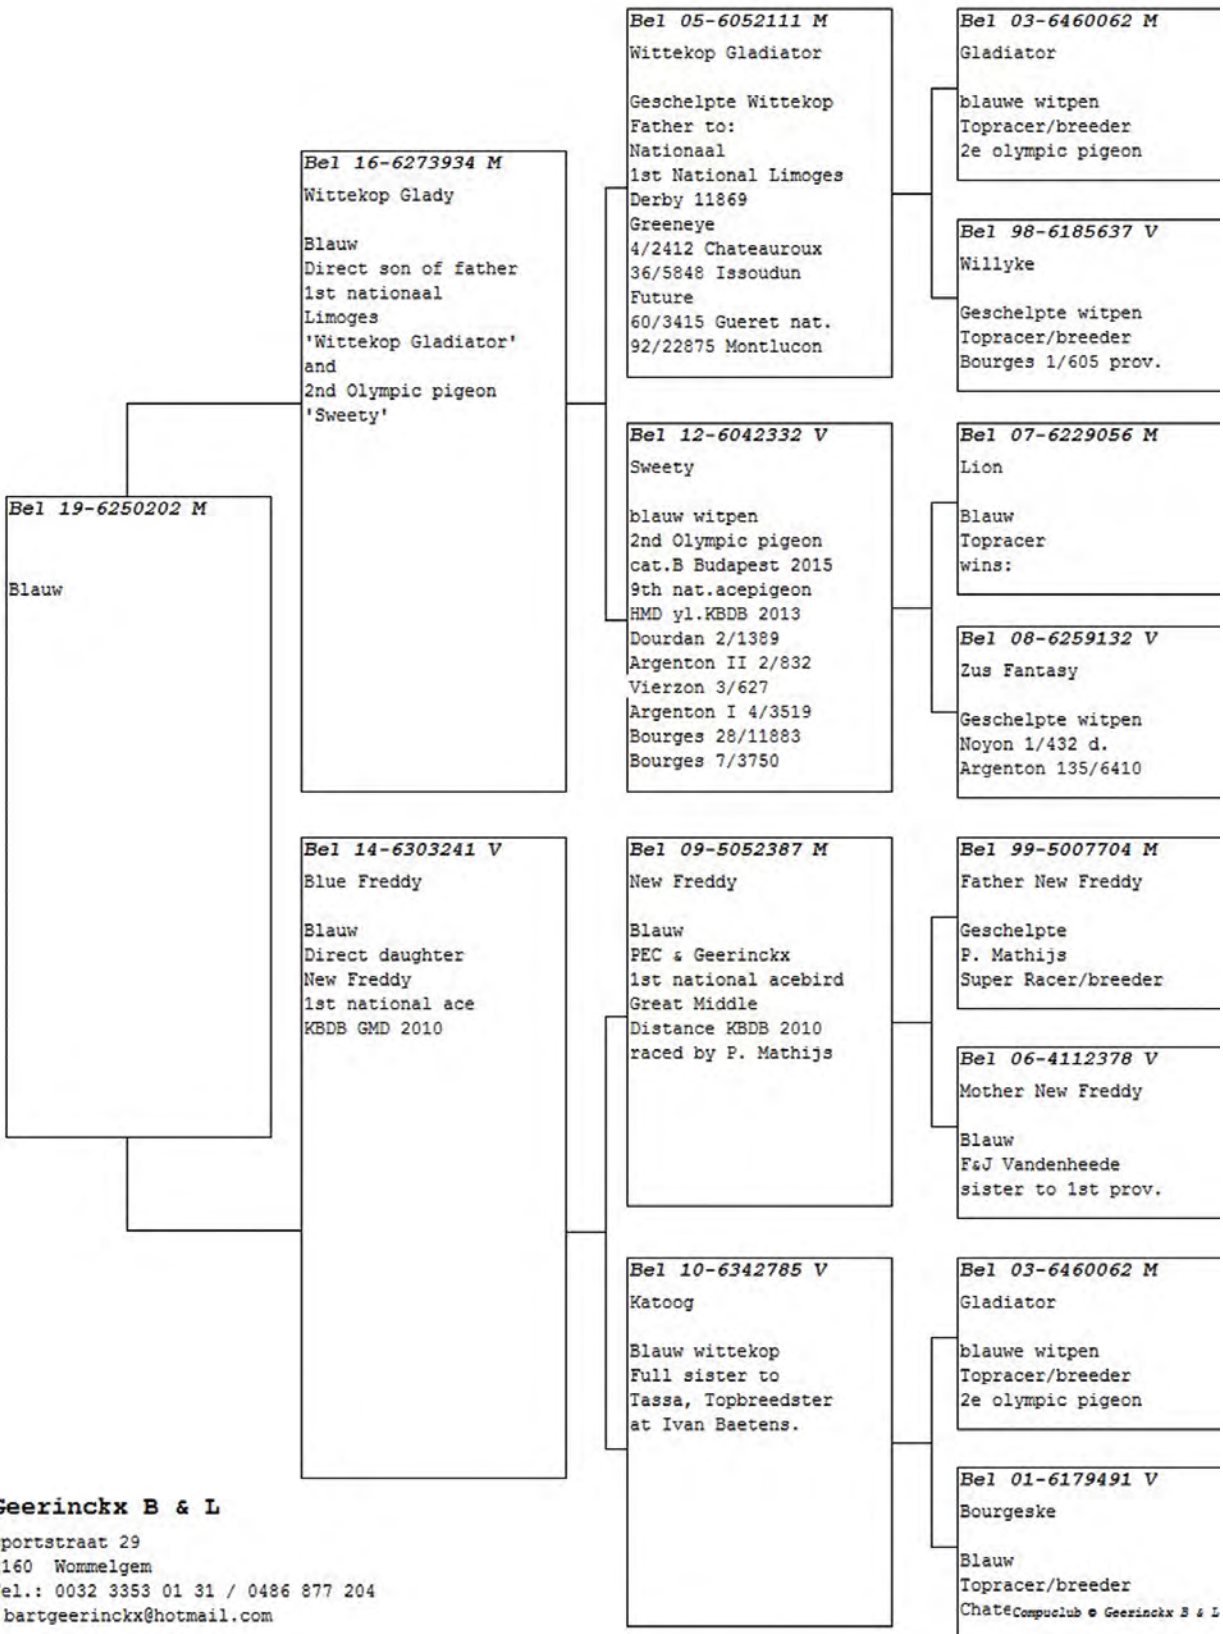 Bel 19-6250202 M
Blauw
Bel 16-6273934 M
Wittekop Glady
Blauw
Direct son of father
1st nationaal
Limoges
'Wittekop Gladiator'
and
2nd Olympic pigeon
'Sweety'
Bel 14-6303241 V
Blue Freddy
Blauw
Direct daughter
New Freddy
1st national ace
KBDB GMD 2010
Bel 05-6052111 M
Wittekop Gladiator
Geschelpte Wittekop
Father to:
Nationaal
1st National Limoges
Derby 11869
Greeneye
4/2412 Chateauroux
36/5848 Issoudun
Future
60/3415 Gueret nat.
92/22875 Montlucon
Bel 12-6042332 V
Sweety
blauw witpen
2nd Olympic pigeon
cat.B Budapest 2015
9th nat.acepigeon
HMD yl.KBDB 2013
Dourdan 2/1389
Argenton II 2/832
Vierzon 3/627
Argenton I 4/3519
Bourges 28/11883
Bourges 7/3750
Bel 09-5052387 M
New Freddy
Blauw
PEC & Geerinckx
1st national acebird
Great Middle
Distance KBDB 2010
raced by P. Mathijs
Bel 10-6342785 V
Katoog
Blauw wittekop
Full sister to
Tassa, Topbreedster
at Ivan Baetens.
Bel 03-6460062 M
Gladiator
blauwe witpen
Topracer/breeder
2e olympic pigeon
Bel 98-6185637 V
Willyke
Geschelpte witpen
Topracer/breeder
Bourges 1/605 prov.
Bel 07-6229056 M
Lion
Blauw
Topracer
wins:
Bel 08-6259132 V
Zus Fantasy
Geschelpte witpen
Noyon 1/432 d.
Argenton 135/6410
Bel 99-5007704 M
Father New Freddy
Geschelpte
P. Mathijs
Super Racer/breeder
Bel 06-4112378 V
Mother New Freddy
Blauw
F&J Vandenheede
sister to 1st prov.
Bel 03-6460062 M
Gladiator
blauwe witpen
Topracer/breeder
2e olympic pigeon
Bel 01-6179491 V
Bourgeske
Blauw
Topracer/breeder
Chate
Compuclub © Geerinckx B & L
Geerinckx B & L
portstraat 29
160 Wommelgem
el.: 0032 3353 01 31 / 0486 877 204
bartgeerinckx@hotmail.com